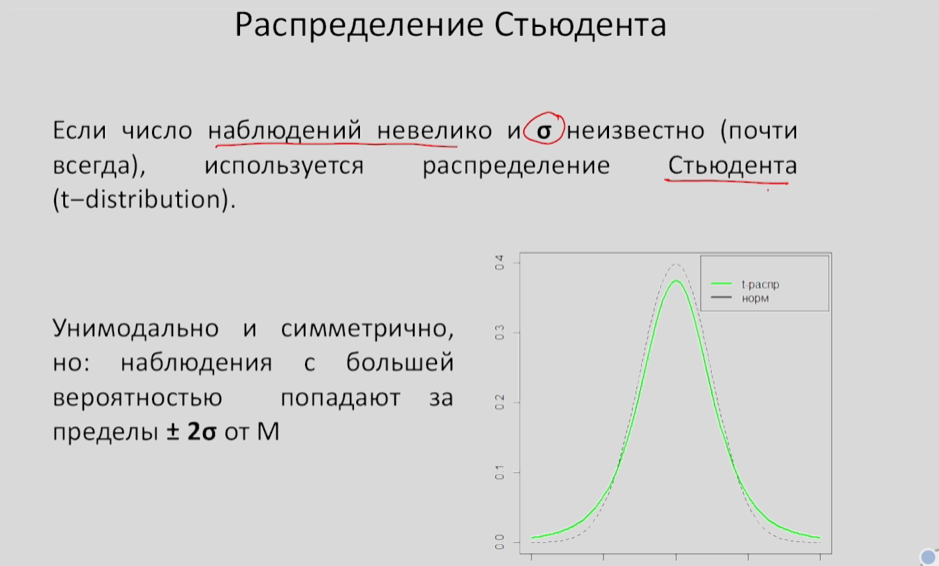 Распределение Стьюдента
Если число наблюдений невелико и σ неизвестно (почти
всегда), используется распределение Стьюдента
(t–distribution).
Унимодально и симметрично,
но: наблюдения с большей
вероятностью попадают за
пределы ± 2σ от М
t-распр
норм
0.4
0.3
0.2
0.1
0.0